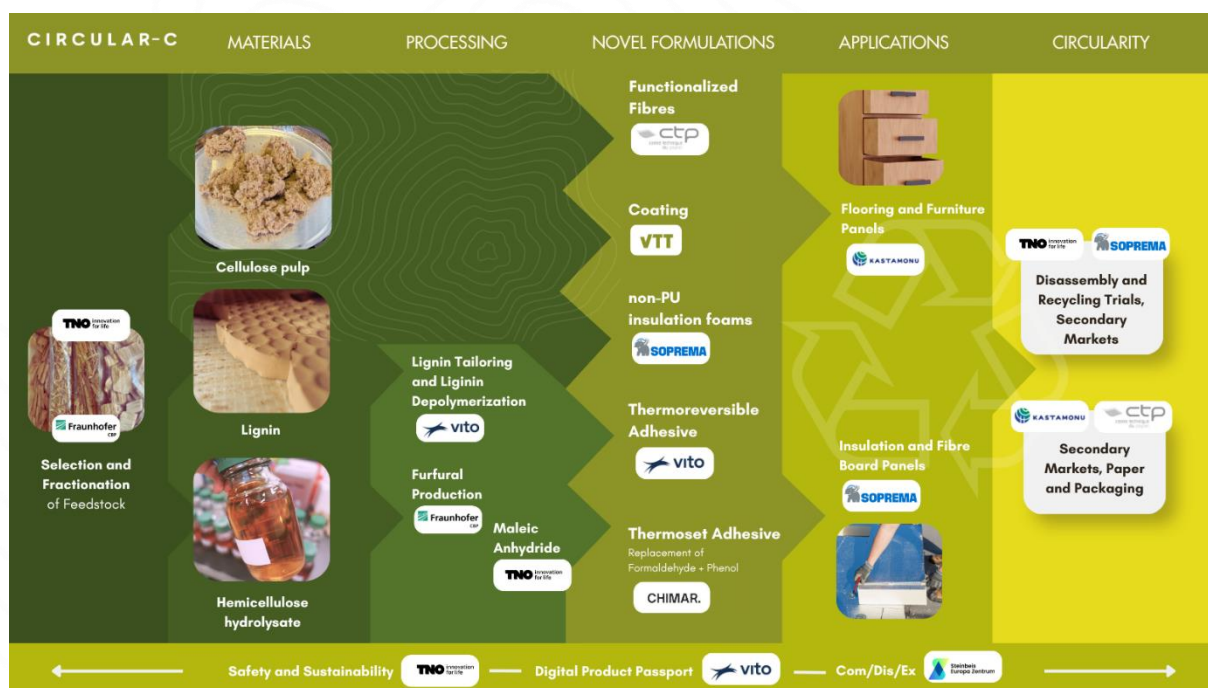 CIRCULAR-C
MATERIALS
PROCESSING
NOVEL FORMULATIONS
APPLICATIONS
CIRCULARITY
TNO innovation
for life
Fraunhofer
CBP
Selection and
Fractionation
of Feedstock
Cellulose pulp
Lignin
Hemicellulose
hydrolysate
Lignin Tailoring
and Liginin
Depolymerization
vito
Furfural
Production
Fraunhofer
CBP
Maleic
Anhydride
TNO innovation
for life
Functionalized
Fibres
ctp
Coating
VTT
non-PU
insulation foams
SOPREMA
Thermoreversible
Adhesive
vito
Thermoset Adhesive
Replacement of
Formaldehyde + Phenol
CHIMAR.
Flooring and Furniture
Panels
KASTAMONU
Insulation and Fibre
Board Panels
SOPREMA
TNO innovation
for life
SOPREMA
Disassembly and
Recycling Trials,
Secondary
Markets
KASTAMONU
ctp
Secondary
Markets, Paper
and Packaging
Safety and Sustainability
TNO innovation
for life
Digital Product Passport
vito
Com/Dis/Ex
Steinbeis
Europa Zentrum